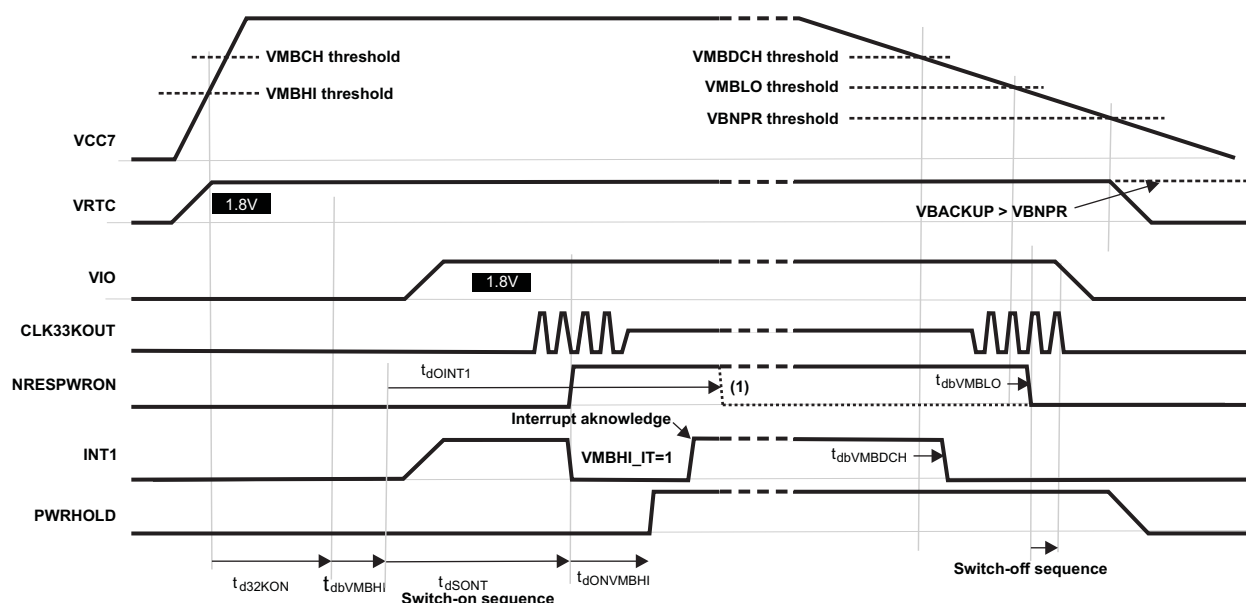 VMBCH threshold
VMBDCH threshold
VMBHI threshold
VMBLO threshold
VBNPR threshold
VCC7
VRTC
1.8V
VBACKUP > VBNPR
VIO
1.8V
CLK33KOUT
tdOINT1
NRESPWRON
(1)
tdbVMBLO
Interrupt aknowledge
INT1
VMBHI_IT=1
tdbVMBDCH
PWRHOLD
td32KON
tdbVMBHI
tdSONT
tdONVMBHI
Switch-off sequence
Switch-on sequence